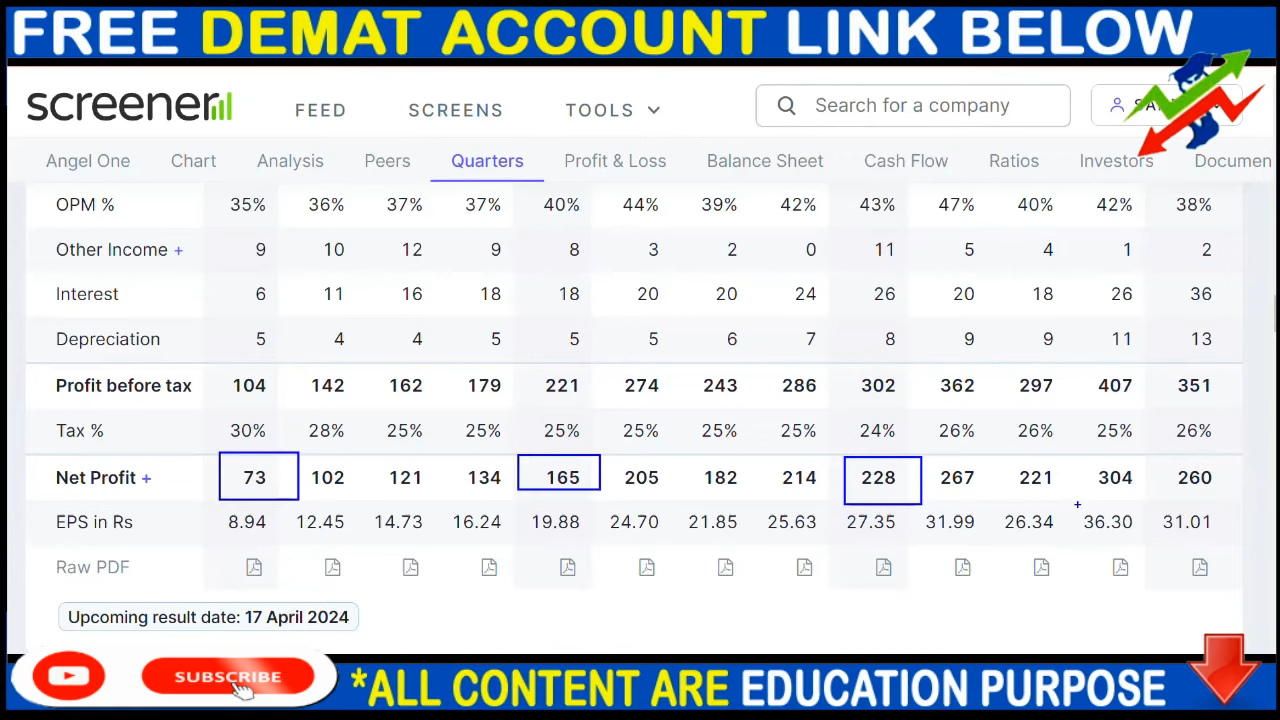 FREE DEMAT ACCOUNT LINK BELOW
screener FEED SCREENS TOOLS Search for a company
Angel One Chart Analysis Peers Quarters Profit & Loss Balance Sheet Cash Flow Ratios Investors Documen
OPM % 35% 36% 37% 37% 40% 44% 39% 42% 43% 47% 40% 42% 38%
Other Income + 9 10 12 9 8 3 2 0 11 5 4 1 2
Interest 6 11 16 18 18 20 20 24 26 20 18 26 36
Depreciation 5 4 4 5 5 5 6 7 8 9 9 11 13
Profit before tax 104 142 162 179 221 274 243 286 302 362 297 407 351
Tax % 30% 28% 25% 25% 25% 25% 25% 25% 24% 26% 26% 25% 26%
Net Profit + 73 102 121 134 165 205 182 214 228 267 221 304 260
EPS in Rs 8.94 12.45 14.73 16.24 19.88 24.70 21.85 25.63 27.35 31.99 26.34 36.30 31.01
Raw PDF
Upcoming result date: 17 April 2024
SUBSCRIBE
*ALL CONTENT ARE EDUCATION PURPOSE